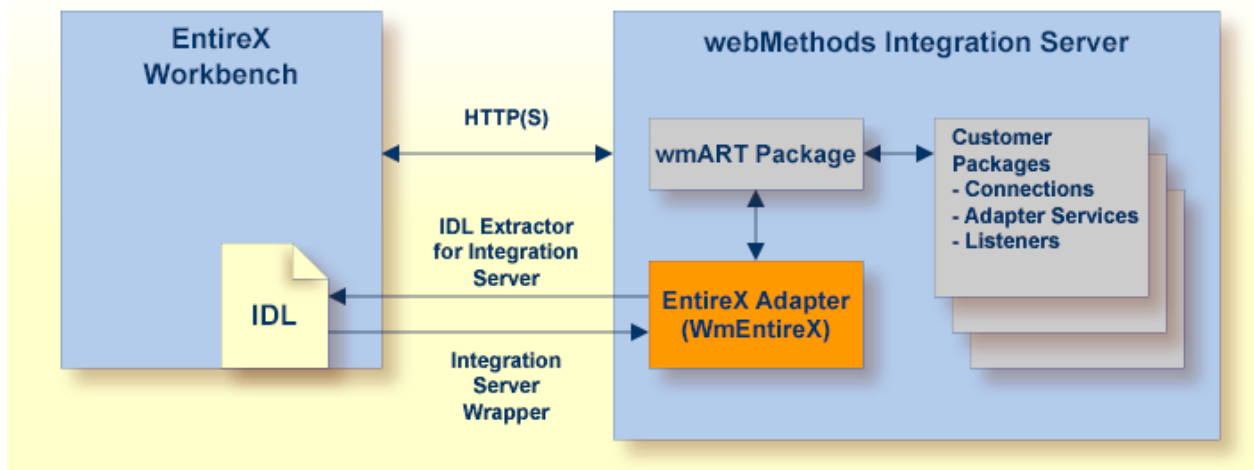 EntireX
Workbench
IDL
HTTP(S)
IDL Extractor
for Integration
Server
Integration
Server
Wrapper
webMethods Integration Server
wmART Package
EntireX Adapter
(WmEntireX)
Customer
Packages
- Connections
- Adapter Services
- Listeners